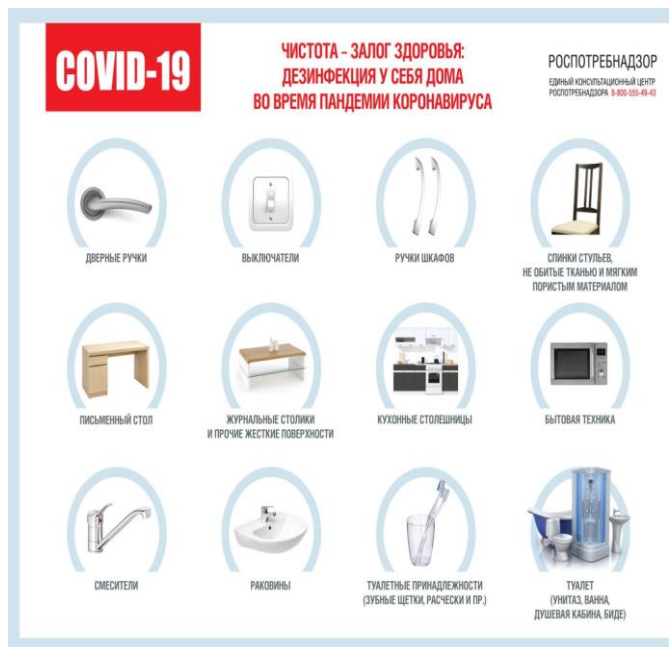 COVID-19
ЧИСТОТА - ЗАЛОГ ЗДОРОВЬЯ:
ДЕЗИНФЕКЦИЯ У СЕБЯ ДОМА
ВО ВРЕМЯ ПАНДЕМИИ КОРОНАВИРУСА
РОСПОТРЕБНАДЗОР
ЕДИНЫЙ КОНСУЛЬТАЦИОННЫЙ ЦЕНТР
РОСПОТРЕБНАДЗОРА 8-800-555-49-43
ДВЕРНЫЕ РУЧКИ
ВЫКЛЮЧАТЕЛИ
РУЧКИ ШКАФОВ
СПИНКИ СТУЛЬЕВ,
НЕ ОБИТЫЕ ТКАНЬЮ И МЯГКИМ
ПОРИСТЫМ МАТЕРИАЛОМ
ПИСЬМЕННЫЙ СТОЛ
ЖУРНАЛЬНЫЕ СТОЛИКИ
И ПРОЧИЕ ЖЕСТКИЕ ПОВЕРХНОСТИ
КУХОННЫЕ СТОЛЕШНИЦЫ
БЫТОВАЯ ТЕХНИКА
СМЕСИТЕЛИ
РАКОВИНЫ
ТУАЛЕТНЫЕ ПРИНАДЛЕЖНОСТИ
(ЗУБНЫЕ ЩЕТКИ, РАСЧЕСКИ И ПР.)
ТУАЛЕТ
(УНИТАЗ, ВАННА,
ДУШЕВАЯ КАБИНА, БИДЕ)